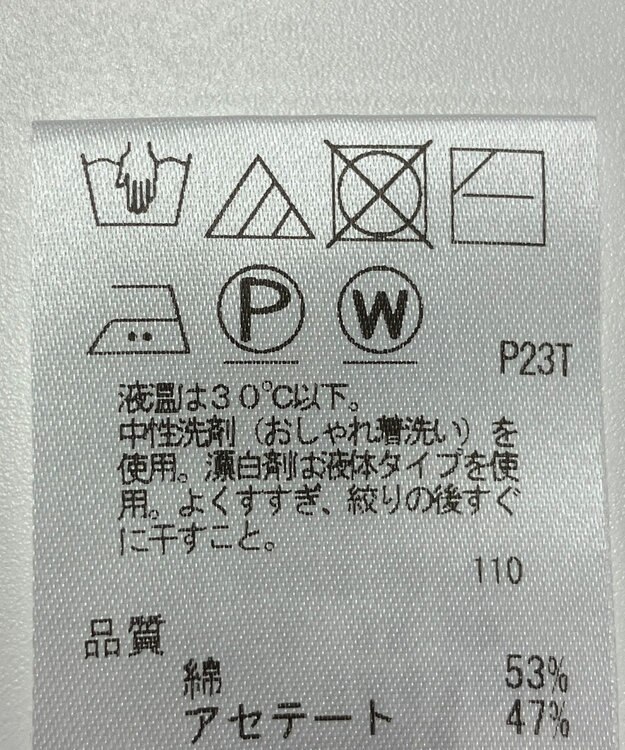 P
W
P23T
液温は30℃以下。
中性洗剤（おしゃれ着洗い）を
使用。漂白剤は液体タイプを使
用。よくすすぎ、絞りの後すぐ
に干すこと。
110
品質
綿 53%
アセテート 47%